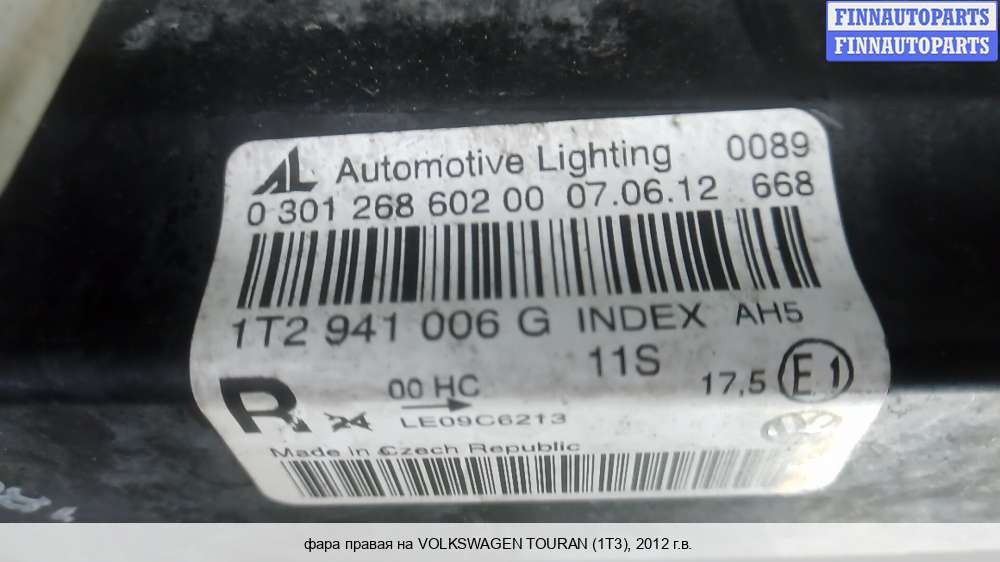 FINNAUTOPARTS
FINNAUTOPARTS
AL Automotive Lighting 0089
0 301 268 602 00 07.06.12 668
1T2 941 006 G INDEX AH5
11S
R 00 HC 17,5 E1
LE09C6213
Made in Czech Republic
фара правая на VOLKSWAGEN TOURAN (1T3), 2012 г.в.